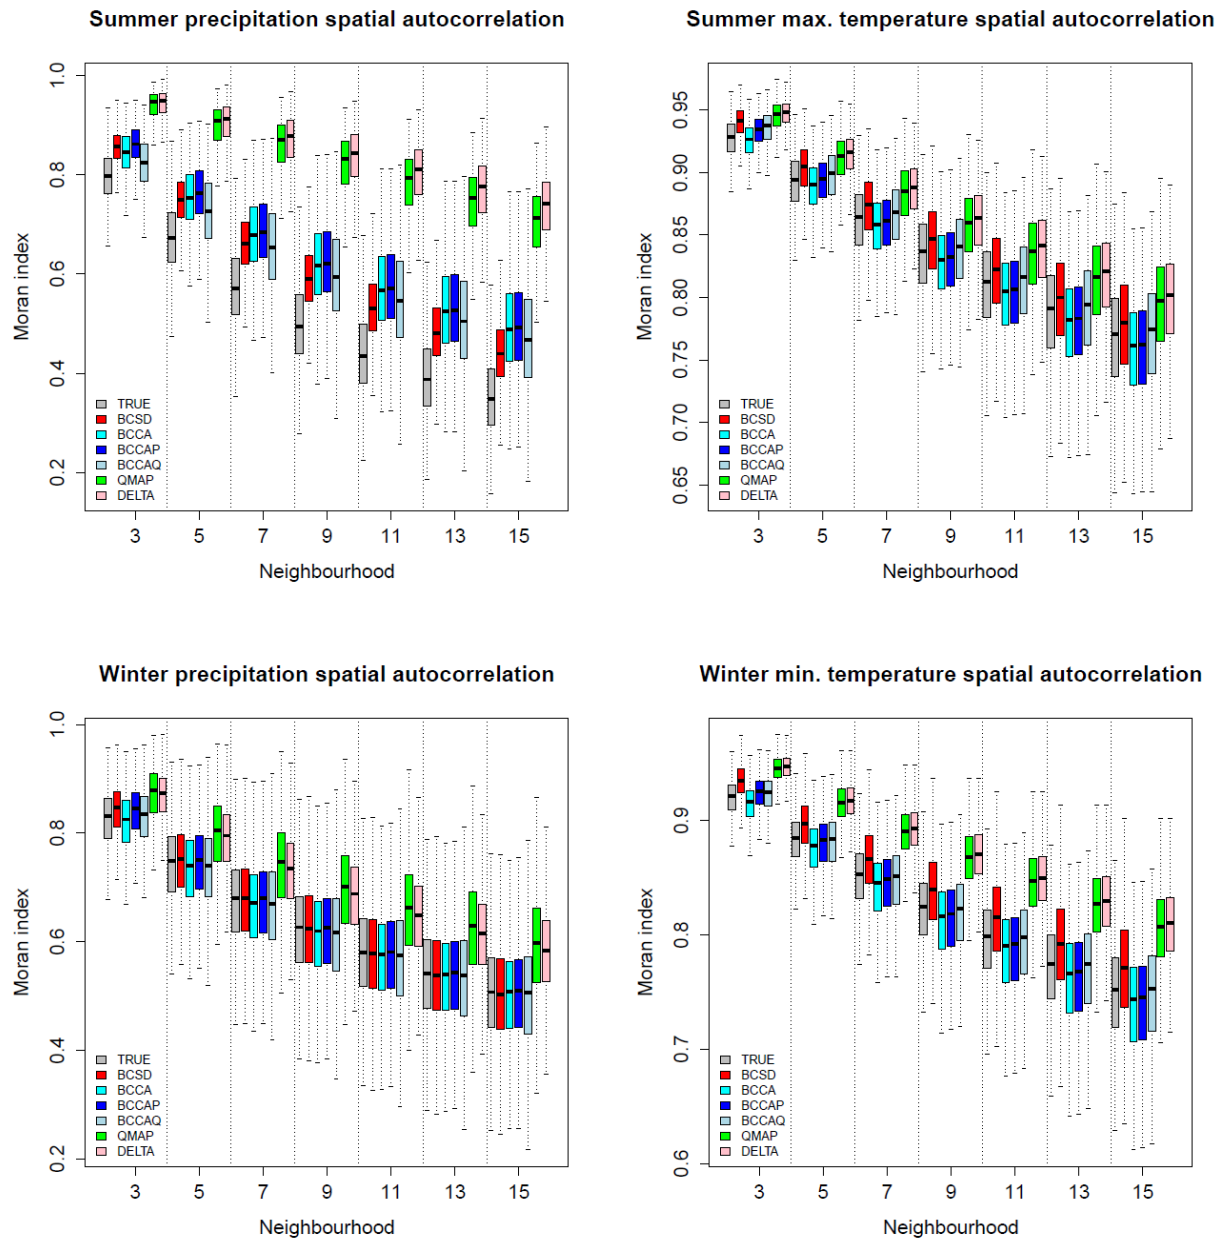 Summer precipitation spatial autocorrelation
Moran index
1.0
0.8
0.6
0.4
0.2
TRUE
BCSD
BCCA
BCCAP
BCCAQ
QMAP
DELTA
3 5 7 9 11 13 15
Neighbourhood
Summer max. temperature spatial autocorrelation
Moran index
0.95
0.90
0.85
0.80
0.75
0.70
0.65
TRUE
BCSD
BCCA
BCCAP
BCCAQ
QMAP
DELTA
3 5 7 9 11 13 15
Neighbourhood
Winter precipitation spatial autocorrelation
Moran index
1.0
0.8
0.6
0.4
0.2
TRUE
BCSD
BCCA
BCCAP
BCCAQ
QMAP
DELTA
3 5 7 9 11 13 15
Neighbourhood
Winter min. temperature spatial autocorrelation
Moran index
0.9
0.8
0.7
0.6
TRUE
BCSD
BCCA
BCCAP
BCCAQ
QMAP
DELTA
3 5 7 9 11 13 15
Neighbourhood